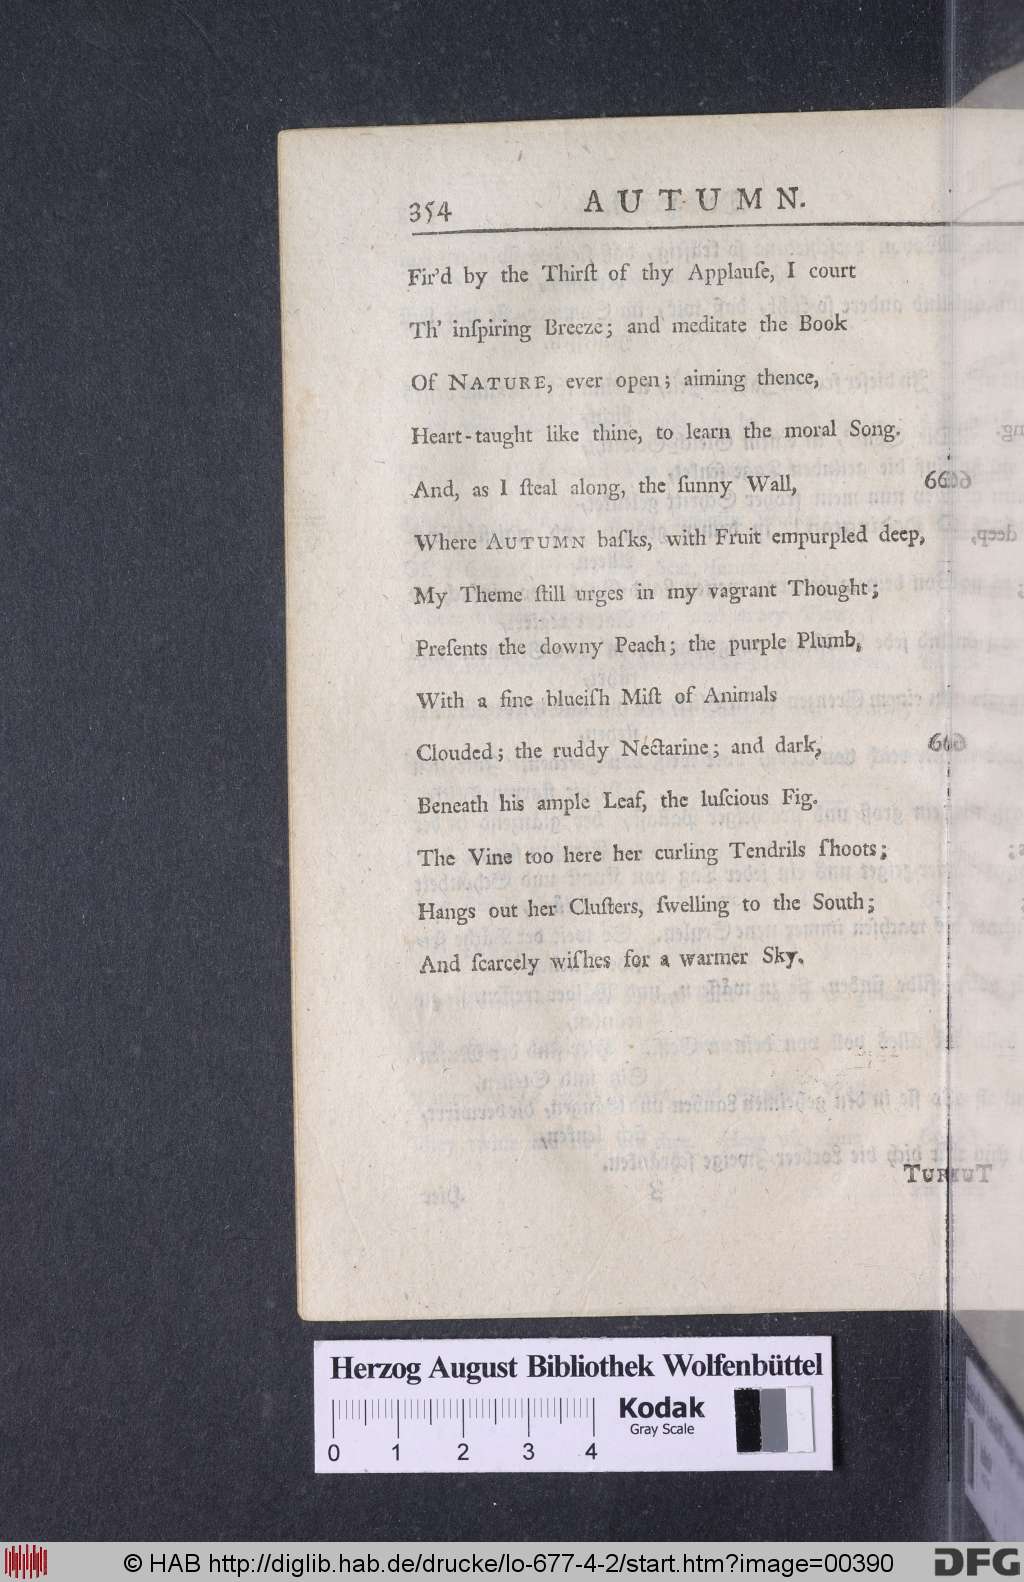 354
AUTUMN.
Fir'd by the Thirſt of thy Applauſe, I court
Th' inſpiring Breeze; and meditate the Book
Of NATURE, ever open; aiming thence,
Heart-taught like thine, to learn the moral Song.
And, as I ſteal along, the ſunny Wall,
Where AUTUMN baſks, with Fruit empurpled deep,
My Theme ſtill urges in my vagrant Thought;
Preſents the downy Peach; the purple Plumb,
With a fine blueiſh Miſt of Animals
Clouded; the ruddy Nectarine; and dark,
Beneath his ample Leaf, the luſcious Fig.
The Vine too here her curling Tendrils ſhoots;
Hangs out her Cluſters, ſwelling to the South;
And ſcarcely wiſhes for a warmer Sky.
Herzog August Bibliothek Wolfenbüttel
Kodak
Gray Scale
0 1 2 3 4
© HAB http://diglib.hab.de/drucke/lo-677-4-2/start.htm?image=00390
DFG